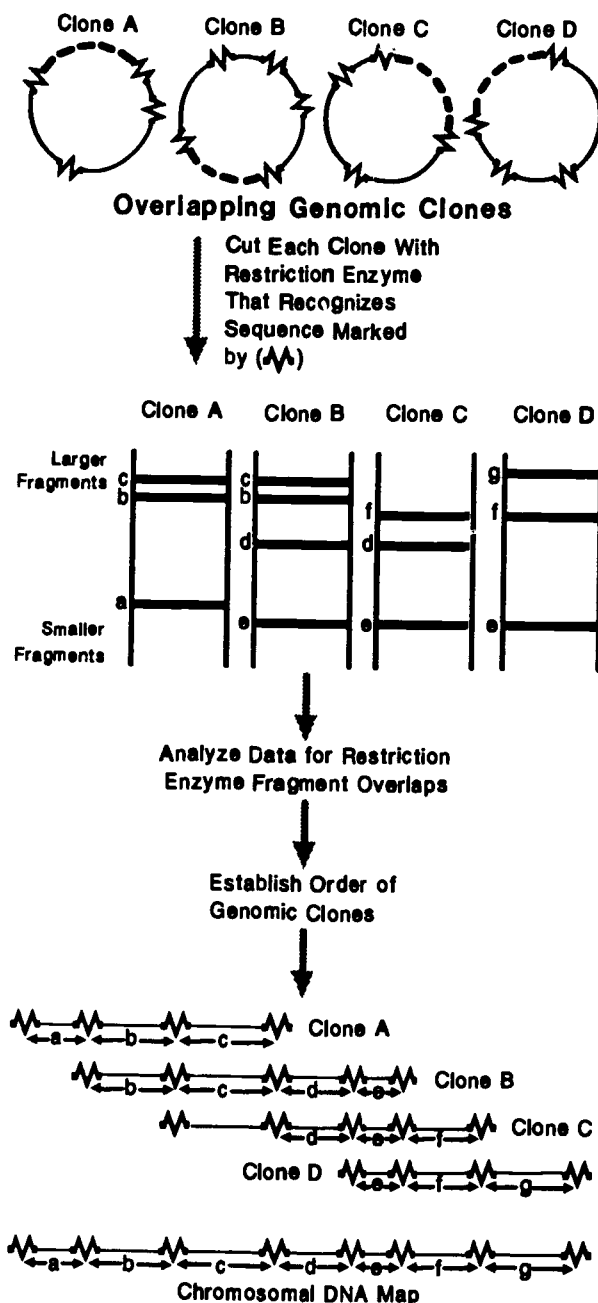 Clone A Clone B Clone C Clone D
Overlapping Genomic Clones
Cut Each Clone With
Restriction Enzyme
That Recognizes
Sequence Marked
by ( )
Clone A Clone B Clone C Clone D
Larger
Fragments
c c g
b b f f
d d
a
e e e
Smaller
Fragments
Analyze Data for Restriction
Enzyme Fragment Overlaps
Establish Order of
Genomic Clones
a b c Clone A
b c d e Clone B
d e f Clone C
Clone D e f g
a b c d e f g
Chromosomal DNA Map